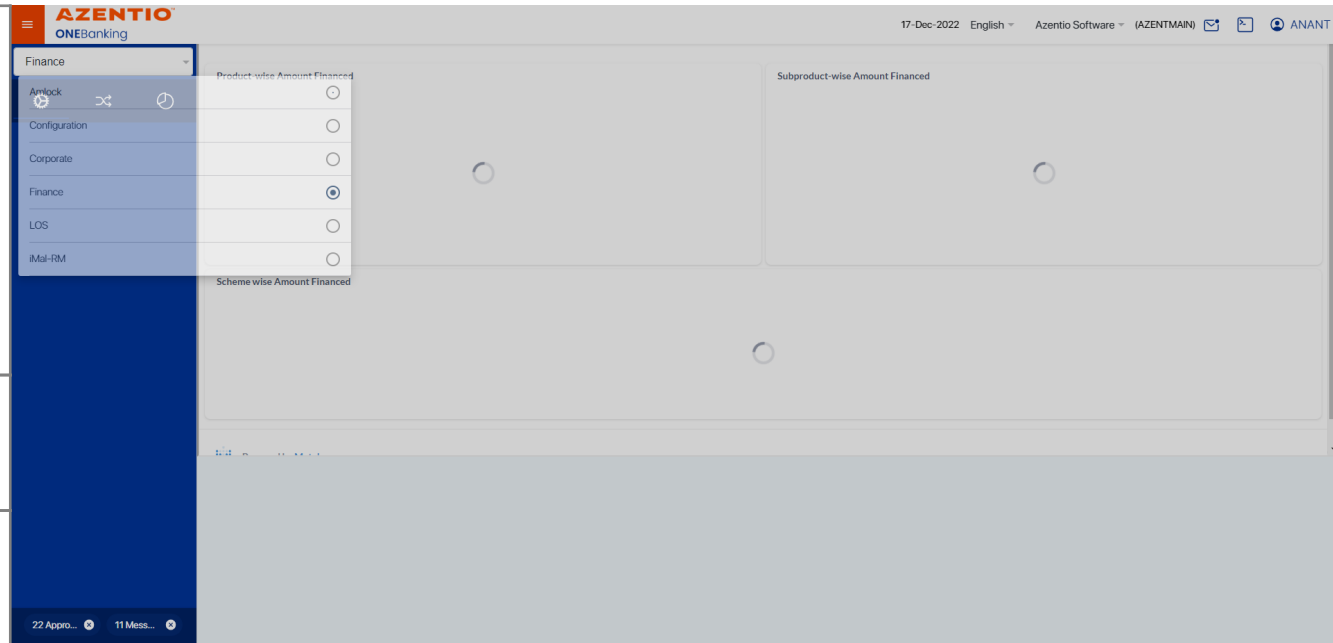 AZENTIO
ONEBanking
17-Dec-2022 English Azentio Software (AZENTMAIN) ANANT
Finance
Product-wise Amount Financed
Subproduct-wise Amount Financed
Amlock
Configuration
Corporate
Finance
LOS
iMal-RM
Scheme wise Amount Financed
22 Appro... 11 Mess...